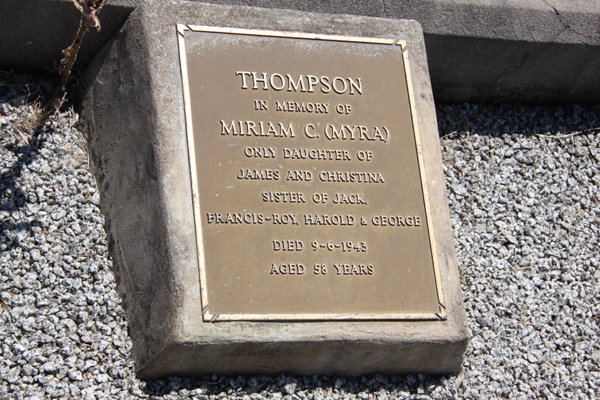 THOMPSON
IN MEMORY OF
MIRIAM C. (MYRA)
ONLY DAUGHTER OF
JAMES AND CHRISTINA
SISTER OF JACK,
FRANCIS-ROY, HAROLD & GEORGE
DIED 9-6-1943
AGED 58 YEARS